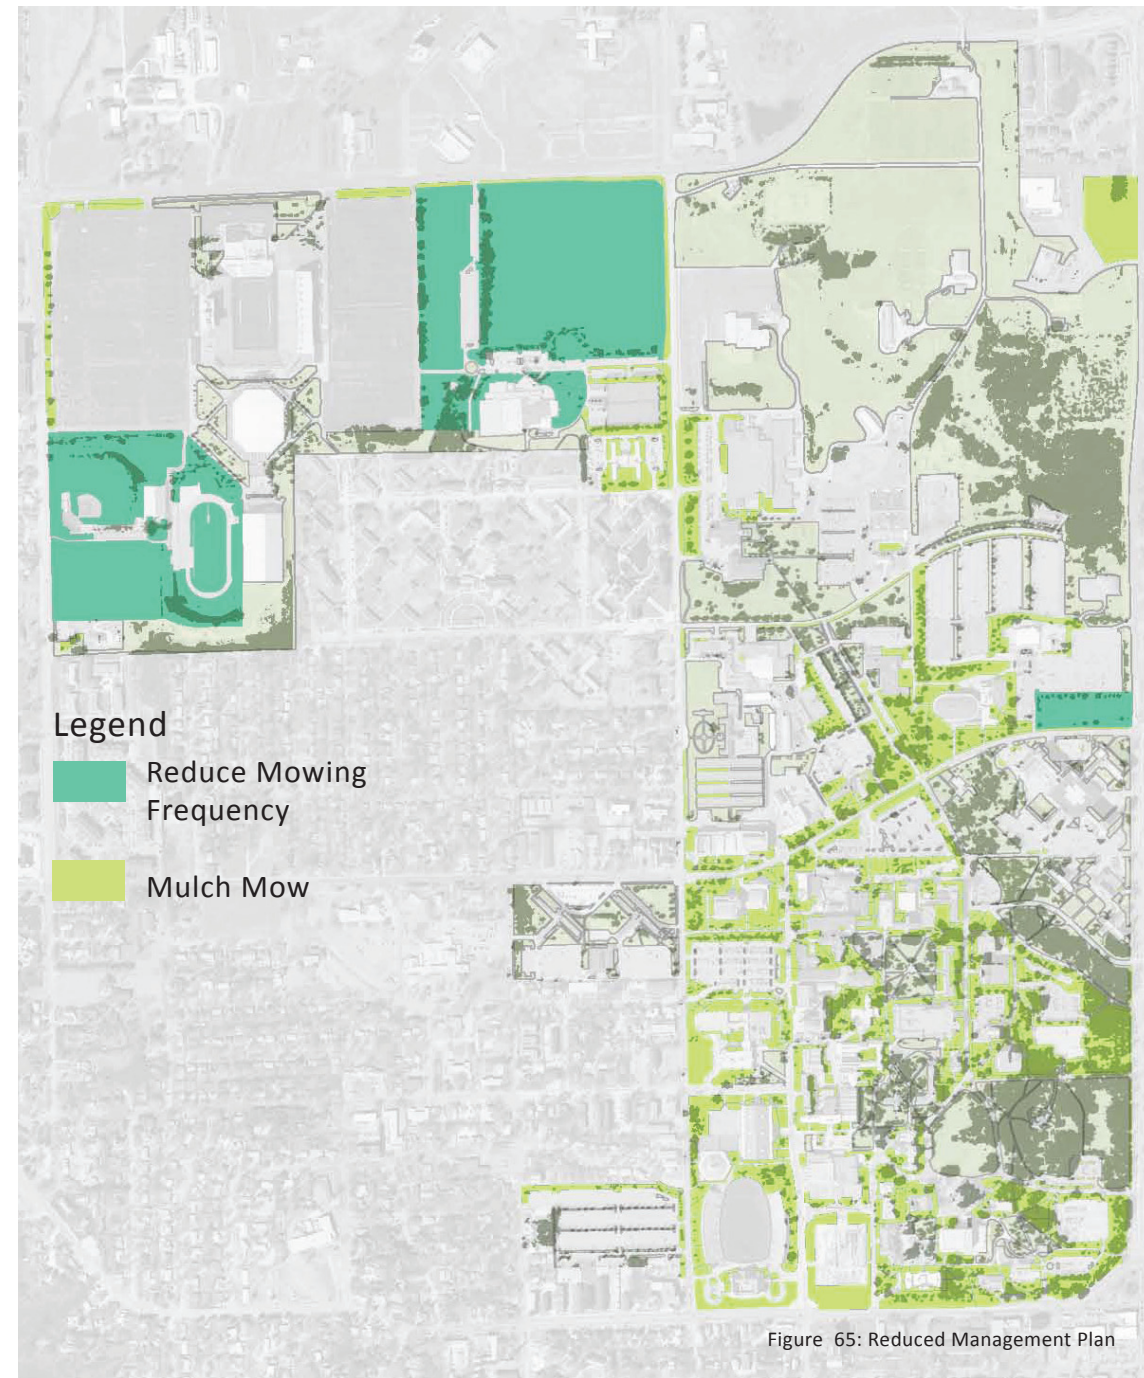 Legend
Reduce Mowing
Frequency
Mulch Mow
Figure 65: Reduced Management Plan